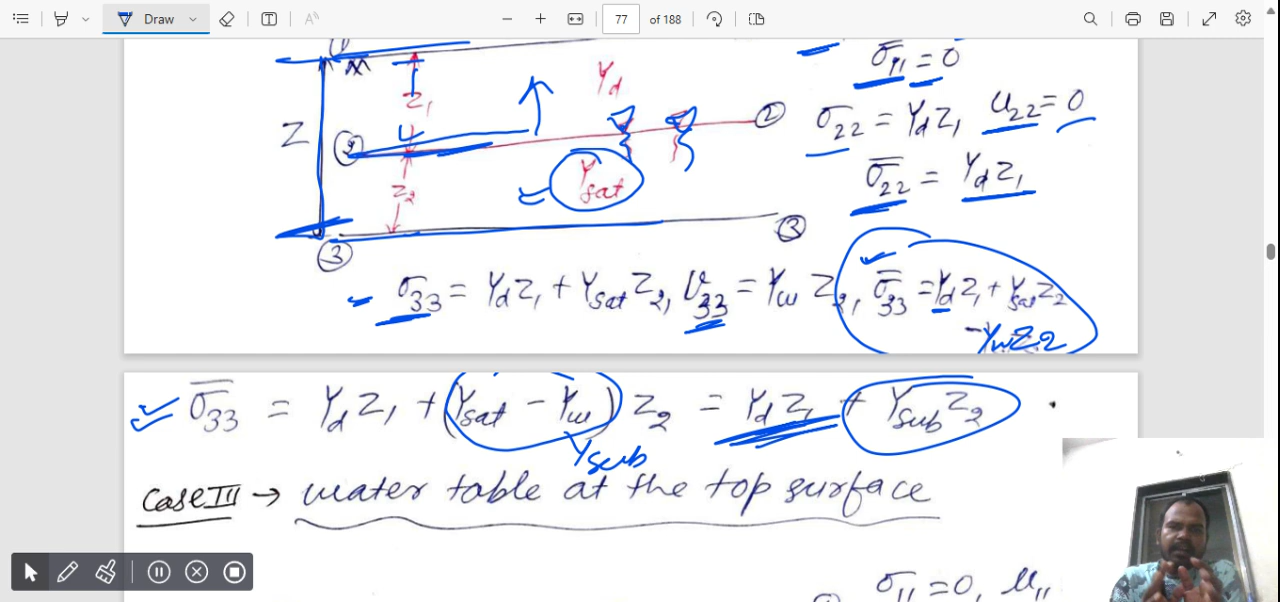 Draw
77 of 188
σ̄₁₁ = 0
Z Z₁ γd
② ②
σ₂₂ = γd Z₁ U₂₂ = 0
γsat
σ̄₂₂ = γd Z₁
Z₂
③ ③
σ₃₃ = γd Z₁ + γsat Z₂, U₃₃ = γw Z₂, σ̄₃₃ = γd Z₁ + γsat Z₂
- γw Z₂
σ̄₃₃ = γd Z₁ + (γsat - γw) Z₂ = γd Z₁ + γsub Z₂ .
γsub
Case III → water table at the top surface
σ₁₁ = 0, U₁₁